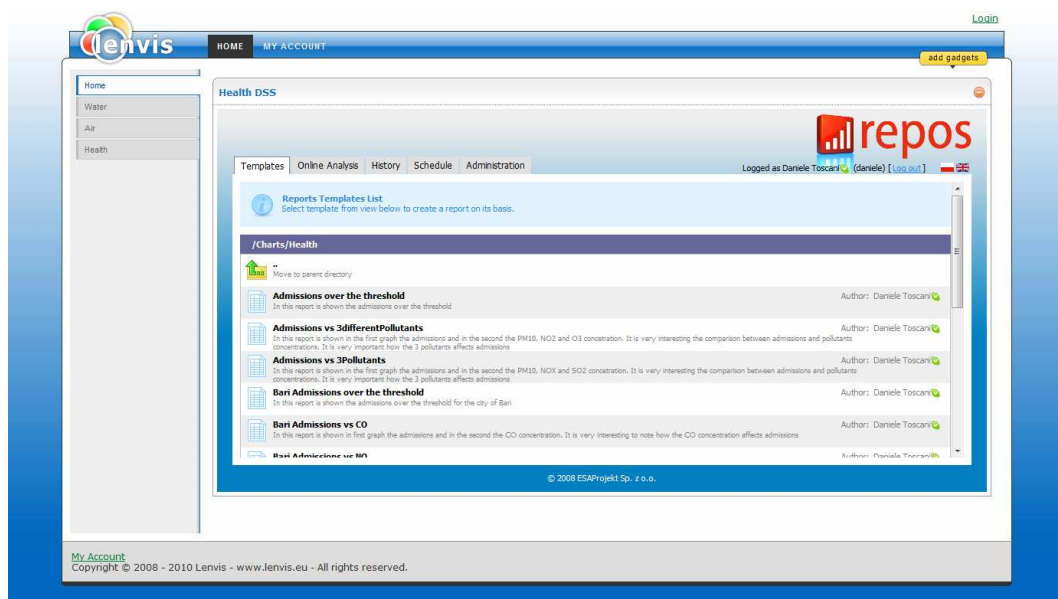 Login
lenvis
HOME MY ACCOUNT
add gadgets
Home
Water
Air
Health
Health DSS
repos
Templates Online Analysis History Schedule Administration
Logged as Daniele Toscani (daniele) [ Log out ]
Reports Templates List
Select template from view below to create a report on its basis.
/Charts/Health
..
Move to parent directory
Admissions over the threshold Author: Daniele Toscani
In this report is shown the admissions over the threshold
Admissions vs 3differentPollutants Author: Daniele Toscani
In this report is shown in the first graph the admissions and in the second the PM10, NO2 and O3 concetration. It is very interesting the comparison between admissions and pollutants
concentrations. It is very important how the 3 pollutants affects admissions
Admissions vs 3Pollutants Author: Daniele Toscani
In this report is shown in the first graph the admissions and in the second the PM10, NOX and SO2 concetration. It is very interesting the comparison between admissions and pollutants
concentrations. It is very important how the 3 pollutants affects admissions
Bari Admissions over the threshold Author: Daniele Toscani
In this report is shown the admissions over the threshold for the city of Bari
Bari Admissions vs CO Author: Daniele Toscani
In this report is shown in first graph the admissions and in the second the CO concentration. It is very interesting to note how the CO concentration affects admissions
Bari Admissions vs NO Author: Daniele Toscani
© 2008 ESAProjekt Sp. z o.o.
My Account
Copyright © 2008 - 2010 Lenvis - www.lenvis.eu - All rights reserved.